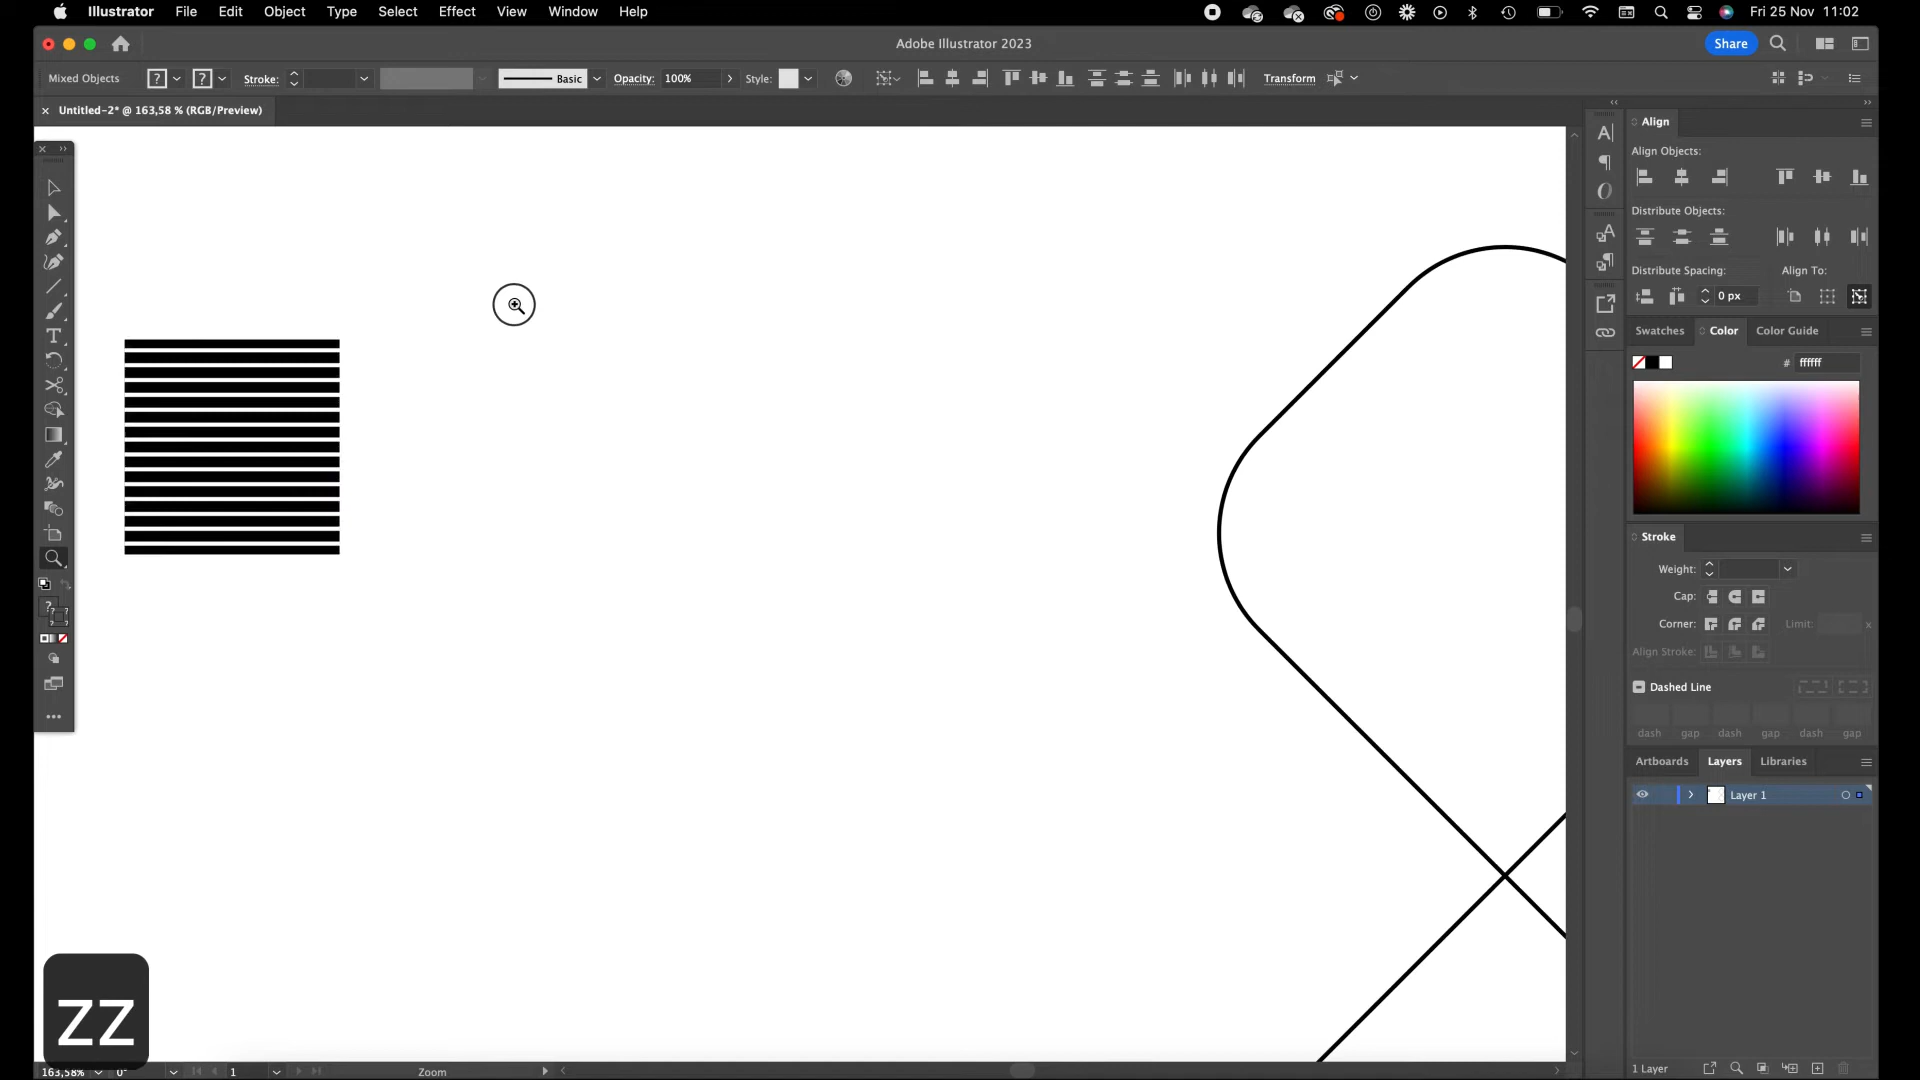 Illustrator File Edit Object Type Select Effect View Window Help Fri 25 Nov 11:02
Adobe Illustrator 2023 Share
Mixed Objects ? ? Stroke: Basic Opacity: 100% Style: Transform
× Untitled-2* @ 163,58 % (RGB/Preview)
Align
Align Objects:
Distribute Objects:
Distribute Spacing: Align To:
0 px
Swatches Color Color Guide
# ffffff
Stroke
Weight:
Cap:
Corner: Limit: x
Align Stroke:
Dashed Line
dash gap dash gap dash gap
Artboards Layers Libraries
Layer 1
ZZ
163,58% 0° 1 Zoom
1 Layer